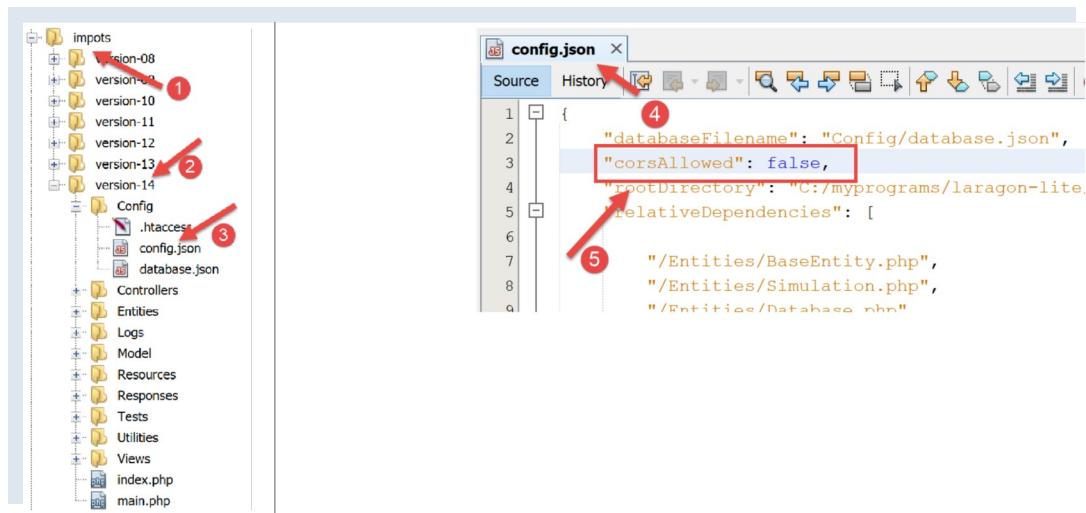 impots
version-08
version-09
1
version-10
version-11
version-12
version-13
2
version-14
Config
.htaccess
3
config.json
database.json
Controllers
Entities
Logs
Model
Resources
Responses
Tests
Utilities
Views
index.php
main.php
config.json
Source History
4
1 {
2 "databaseFilename": "Config/database.json",
3 "corsAllowed": false,
4 "rootDirectory": "C:/myprograms/laragon-lite/
5 "relativeDependencies": [
6
5
7 "/Entities/BaseEntity.php",
8 "/Entities/Simulation.php",
9 "/Entities/Database.php"